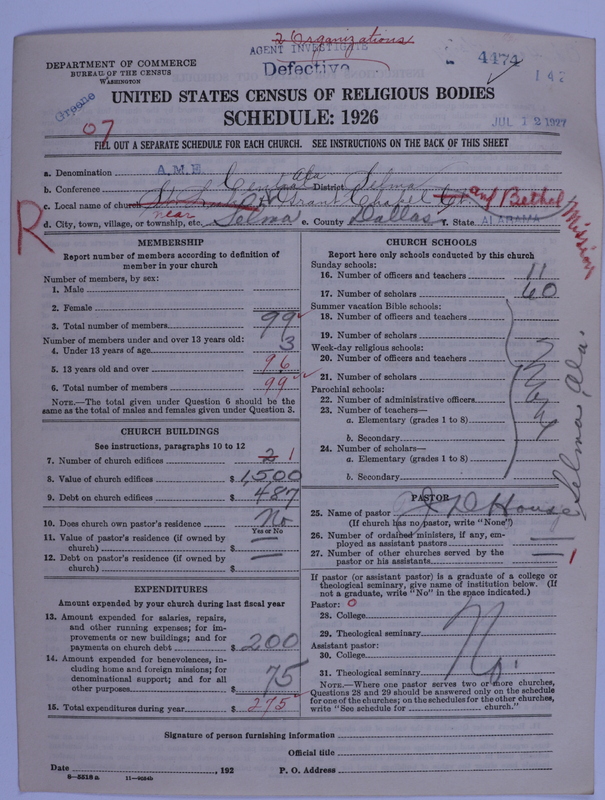 2 Organizations
AGENT INVESTIGATE
Defective
4474
142
DEPARTMENT OF COMMERCE
BUREAU OF THE CENSUS
WASHINGTON
Greene
UNITED STATES CENSUS OF RELIGIOUS BODIES
SCHEDULE: 1926
JUL 12 1927
07
FILL OUT A SEPARATE SCHEDULE FOR EACH CHURCH. SEE INSTRUCTIONS ON THE BACK OF THIS SHEET
a. Denomination A.M.E.
b. Conference Central Ala District Selma
c. Local name of church Grant Chapel and Bethel Mission
d. City, town, village, or township, etc. near Selma e. County Dallas f. State ALABAMA
R
MEMBERSHIP
Report number of members according to definition of
member in your church
Number of members, by sex:
1. Male
2. Female
3. Total number of members 99
Number of members under and over 13 years old:
4. Under 13 years of age 3
5. 13 years old and over 96
6. Total number of members 99
NOTE.—The total given under Question 6 should be
same as the total of males and females given under Question 3.
CHURCH BUILDINGS
See instructions, paragraphs 10 to 12
7. Number of church edifices 2 1
8. Value of church edifices $ 1,500
9. Debt on church edifices $ 487
10. Does church own pastor's residence No
Yes or No
11. Value of pastor's residence (if owned by
church) $ —
12. Debt on pastor's residence (if owned by
church) $ —
EXPENDITURES
Amount expended by your church during last fiscal year
13. Amount expended for salaries, repairs,
and other running expenses; for im-
provements or new buildings; and for
payments on church debt $ 200
14. Amount expended for benevolences, in-
cluding home and foreign missions; for
denominational support; and for all
other purposes $ 75
15. Total expenditures during year $ 275
CHURCH SCHOOLS
Report here only schools conducted by this church
Sunday schools:
16. Number of officers and teachers 11
17. Number of scholars 60
Summer vacation Bible schools:
18. Number of officers and teachers
19. Number of scholars
Week-day religious schools:
20. Number of officers and teachers
21. Number of scholars
Parochial schools:
22. Number of administrative officers
23. Number of teachers—
a. Elementary (grades 1 to 8)
b. Secondary
24. Number of scholars—
a. Elementary (grades 1 to 8)
b. Secondary
Selma, Ala.
PASTOR
25. Name of pastor House
(If church has no pastor, write "None")
26. Number of ordained ministers, if any, em-
ployed as assistant pastors —
27. Number of other churches served by the
pastor or his assistants — 1
If pastor (or assistant pastor) is a graduate of a college or
theological seminary, give name of institution below. (If
not a graduate, write "No" in the space indicated.)
Pastor: 0
28. College
29. Theological seminary
No.
Assistant pastor:
30. College
31. Theological seminary
NOTE.—Where one pastor serves two or more churches,
Questions 28 and 29 should be answered only on the schedule
for one of the churches; on the schedules for the other churches,
write "See schedule for church."
Signature of person furnishing information
Official title
Date , 192 P. O. Address
8—5518 a 11—9664b